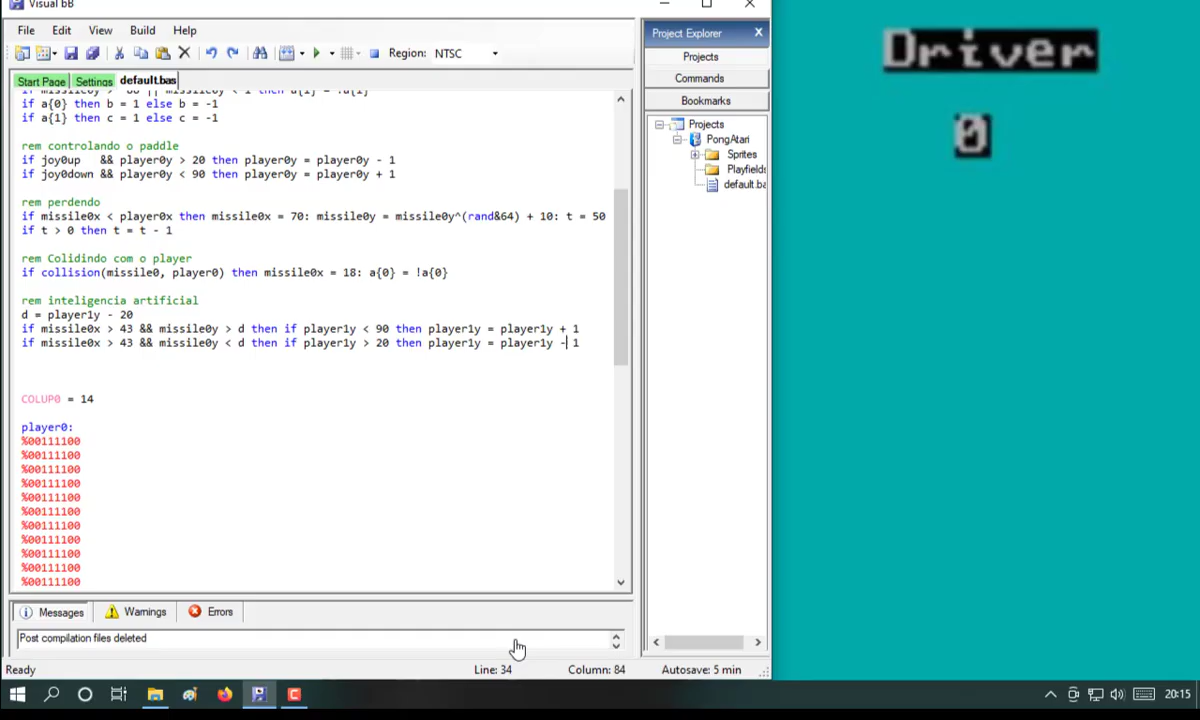 Visual bB
File Edit View Build Help
Region: NTSC
Start Page Settings default.bas
if a{0} then b = 1 else b = -1
if a{1} then c = 1 else c = -1
rem controlando o paddle
if joy0up  && player0y > 20 then player0y = player0y - 1
if joy0down && player0y < 90 then player0y = player0y + 1
rem perdendo
if missile0x < player0x then missile0x = 70: missile0y = missile0y^(rand&64) + 10: t = 50
if t > 0 then t = t - 1
rem Colidindo com o player
if collision(missile0, player0) then missile0x = 18: a{0} = !a{0}
rem inteligencia artificial
d = player1y - 20
if missile0x > 43 && missile0y > d then if player1y < 90 then player1y = player1y + 1
if missile0x > 43 && missile0y < d then if player1y > 20 then player1y = player1y - 1
COLUP0 = 14
player0:
%00111100
%00111100
%00111100
%00111100
%00111100
%00111100
%00111100
%00111100
%00111100
%00111100
%00111100
Messages Warnings Errors
Post compilation files deleted
Ready Line: 34 Column: 84 Autosave: 5 min
Project Explorer
Projects
Commands
Bookmarks
Projects
PongAtari
Sprites
Playfields
default.ba
Driver
0
20:15